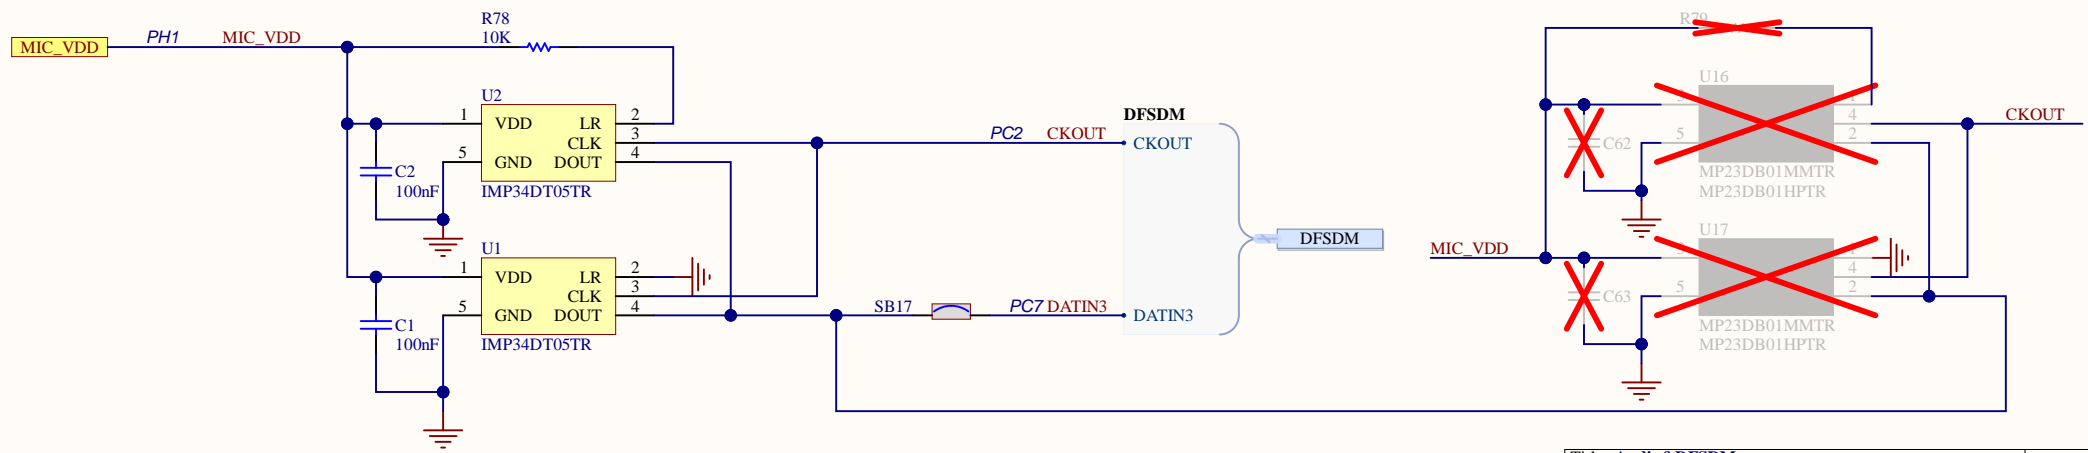 MIC_VDD
PH1
MIC_VDD
R78
10K
U2
1
VDD
LR
2
CLK
3
5
GND
DOUT
4
IMP34DT05TR
C2
100nF
U1
1
VDD
LR
2
CLK
3
5
GND
DOUT
4
IMP34DT05TR
C1
100nF
PC2
CKOUT
SB17
PC7
DATIN3
DFSDM
CKOUT
DATIN3
DFSDM
R79
U16
4
5
2
MP23DB01MMTR
MP23DB01HPTR
C62
CKOUT
MIC_VDD
U17
4
5
2
MP23DB01MMTR
MP23DB01HPTR
C63